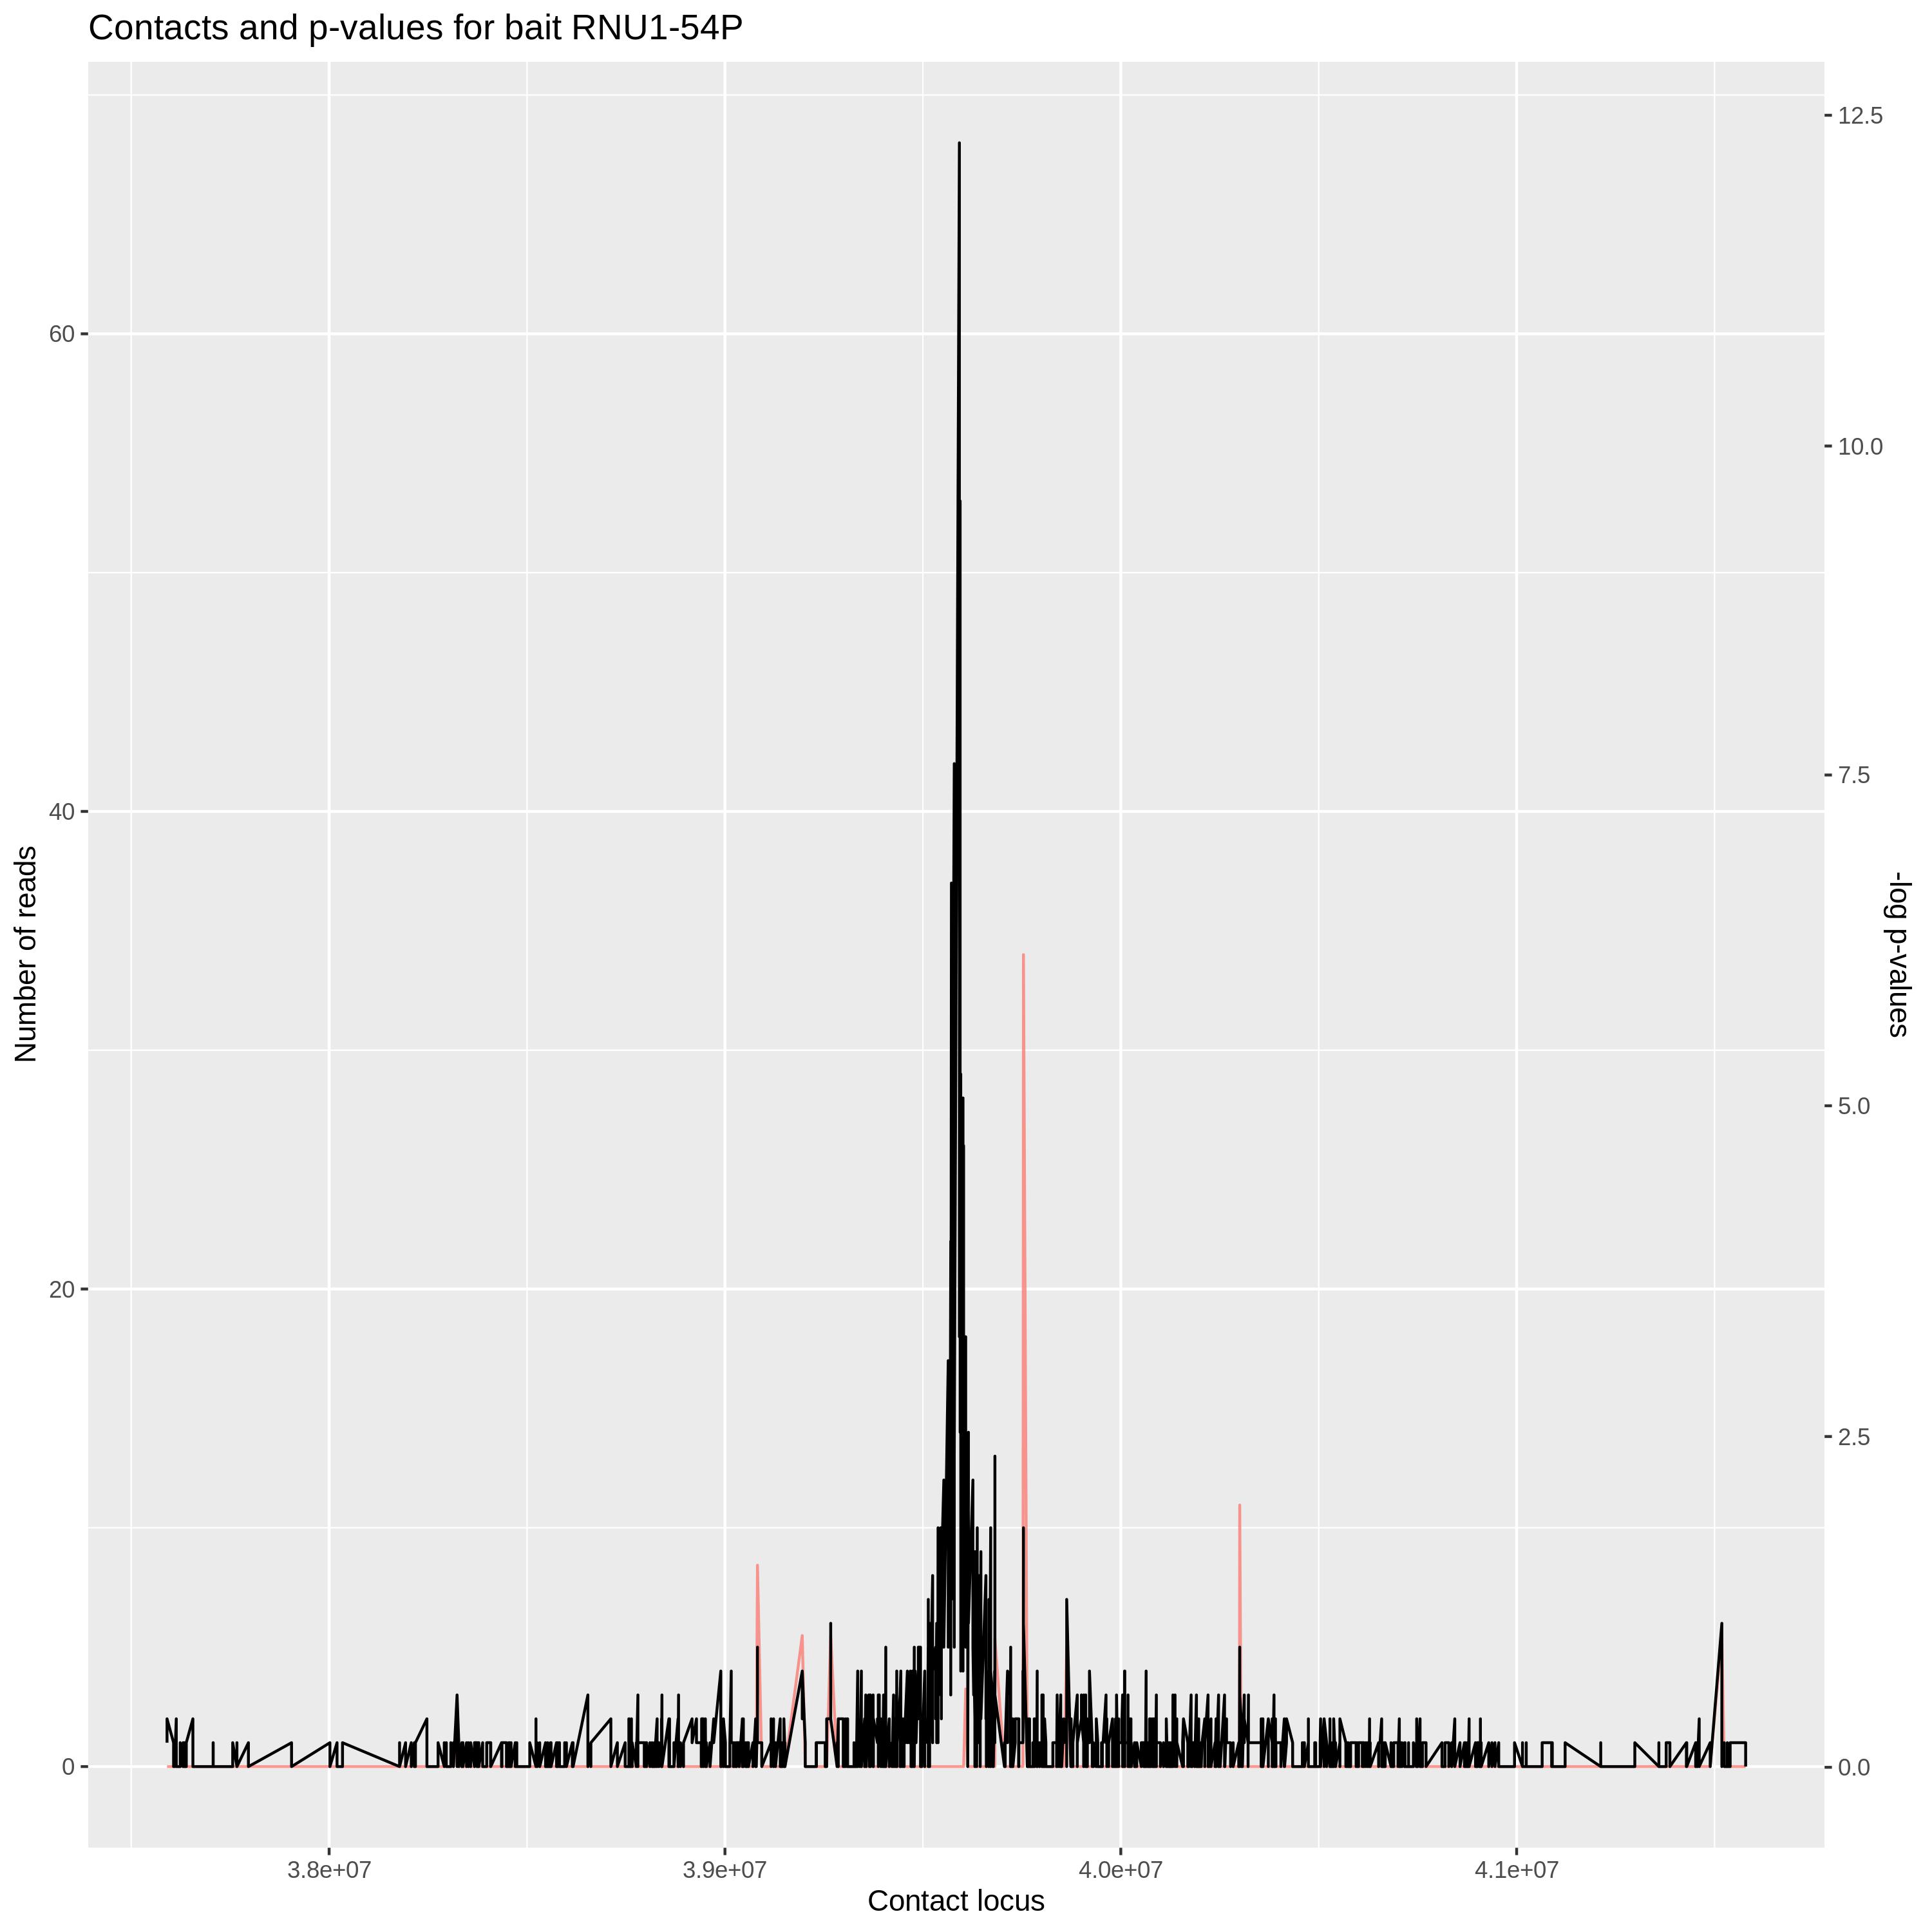 Contacts and p-values for bait RNU1-54P
Number of reads
60
40
20
0
12.5
10.0
7.5
5.0
2.5
0.0
-log p-values
3.8e+07
3.9e+07
4.0e+07
4.1e+07
Contact locus